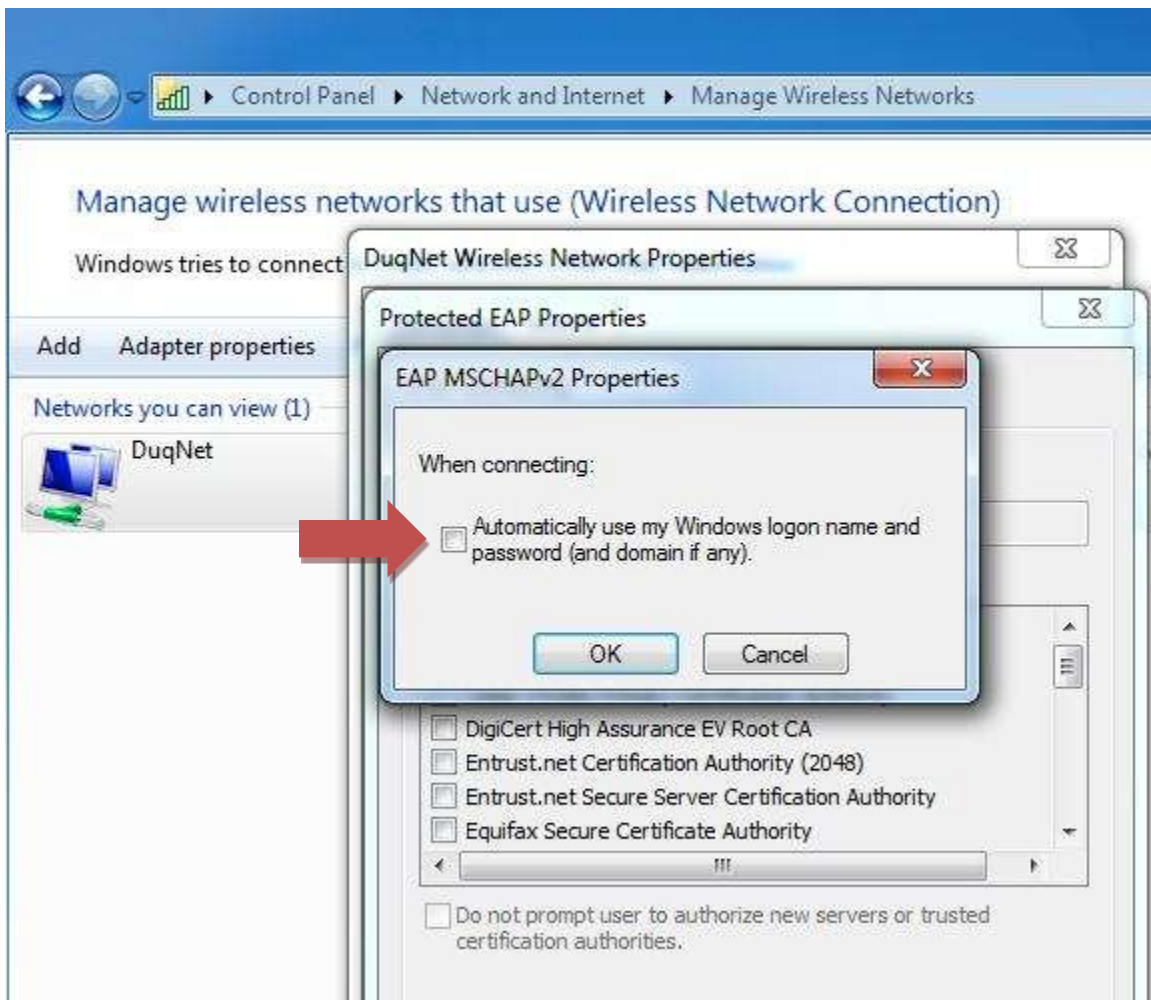 Control Panel Network and Internet Manage Wireless Networks
Manage wireless networks that use (Wireless Network Connection)
Windows tries to connect
DuqNet Wireless Network Properties
Protected EAP Properties
Add Adapter properties
EAP MSCHAPv2 Properties
Networks you can view (1)
DuqNet
When connecting:
Automatically use my Windows logon name and
password (and domain if any).
OK Cancel
DigiCert High Assurance EV Root CA
Entrust.net Certification Authority (2048)
Entrust.net Secure Server Certification Authority
Equifax Secure Certificate Authority
Do not prompt user to authorize new servers or trusted
certification authorities.